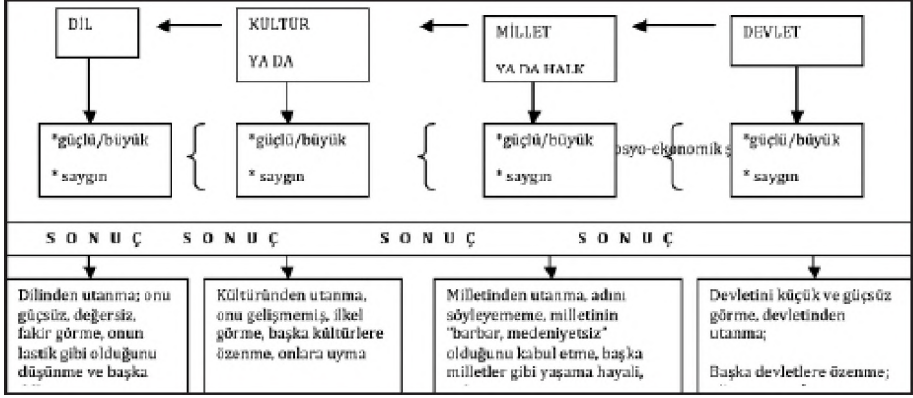 DİL
KÜLTÜR
YA DA
MİLLET
YA DA HALK
DEVLET
*güçlü/büyük
* saygın
*güçlü/büyük
* saygın
*güçlü/büyük
* saygın
osyo-ekonomik ş
*güçlü/büyük
* saygın
S O N U Ç S O N U Ç S O N U Ç S O N U Ç
Dilinden utanma; onu
güçsüz, değersiz,
fakir görme, onun
lastik gibi olduğunu
düşünme ve başka
Kültüründen utanma,
onu gelişmemiş, ilkel
görme, başka kültürlere
özenme, onlara uyma
Milletinden utanma, adını
söyleyememe, milletinin
"barbar, medeniyetsiz"
olduğunu kabul etme, başka
milletler gibi yaşama hayali,
Devletini küçük ve güçsüz
görme, devletinden
utanma;
Başka devletlere özenme;